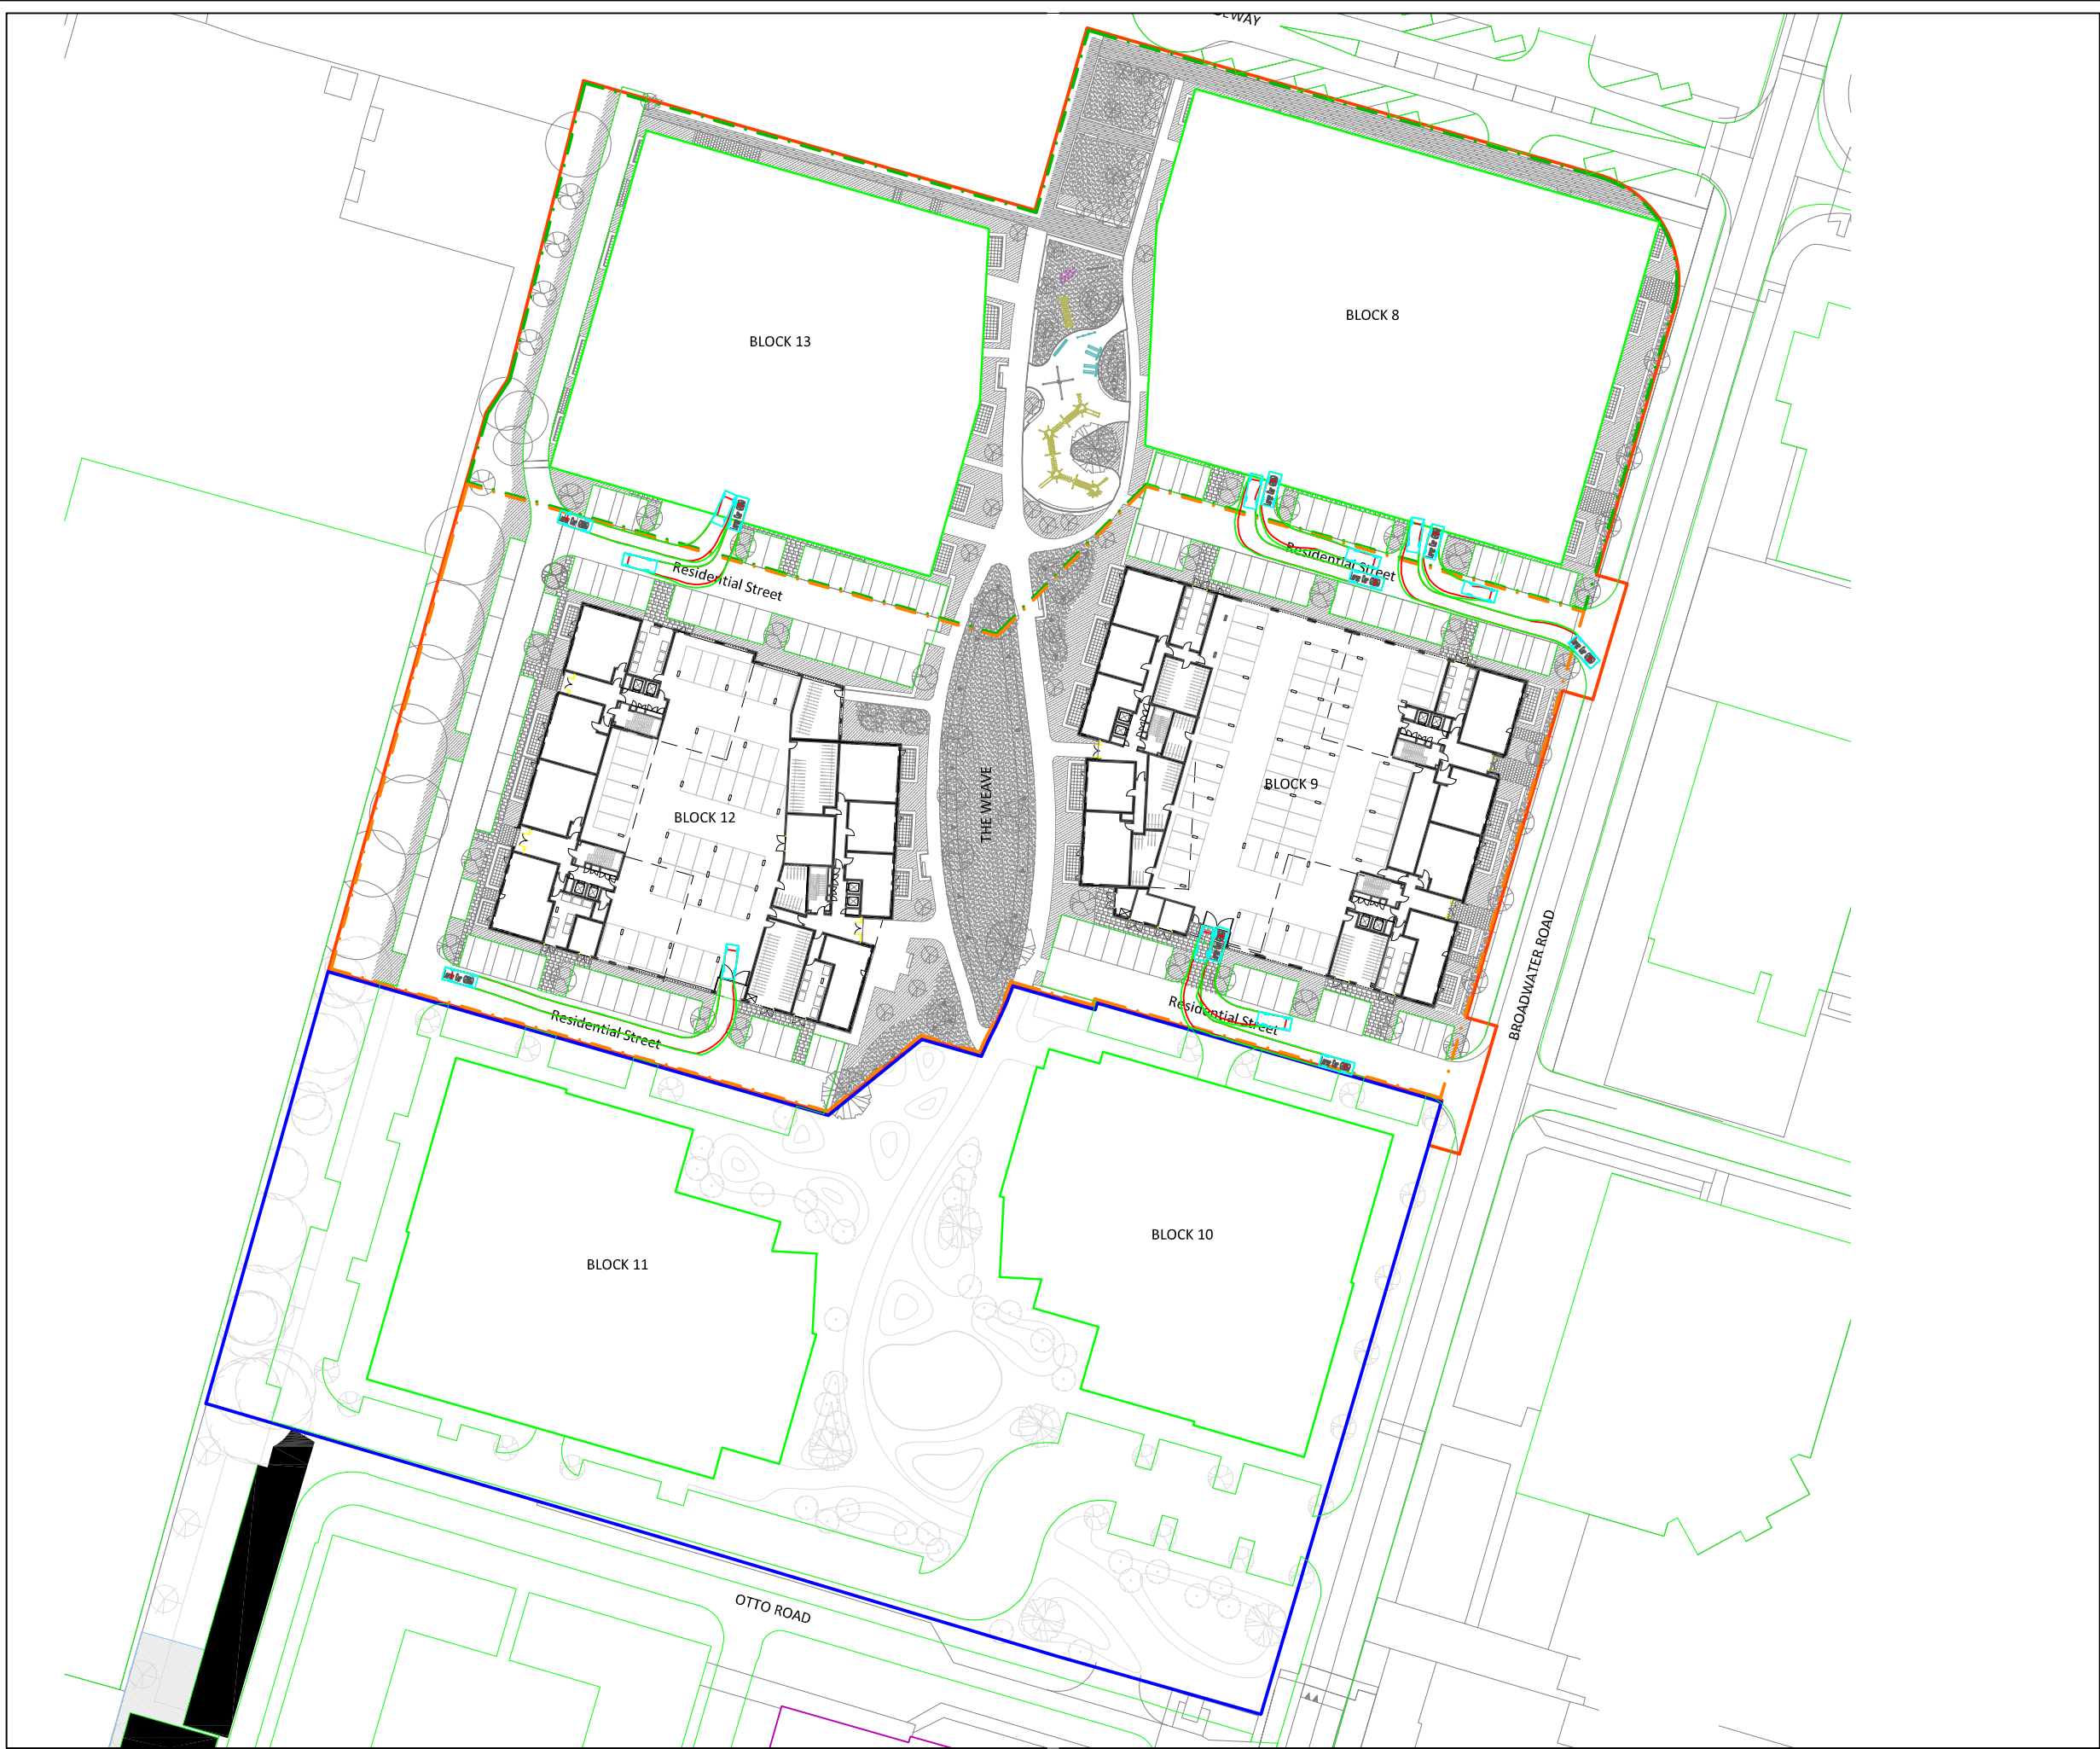 BLOCK 8
BLOCK 13
Residential Street
Residential Street
THE WEAVE
BLOCK 9
BLOCK 12
BROADWATER ROAD
Residential Street
Residential Street
BLOCK 10
BLOCK 11
OTTO ROAD